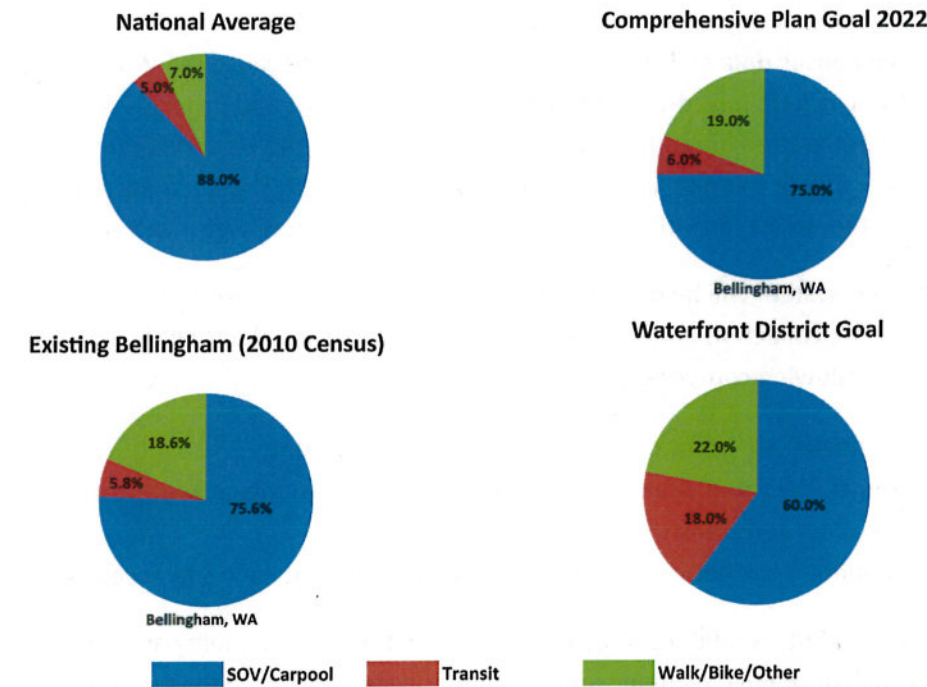 National Average
7.0%
5.0%
88.0%
Comprehensive Plan Goal 2022
19.0%
6.0%
75.0%
Bellingham, WA
Existing Bellingham (2010 Census)
18.6%
5.8%
75.6%
Bellingham, WA
Waterfront District Goal
22.0%
18.0%
60.0%
SOV/Carpool
Transit
Walk/Bike/Other